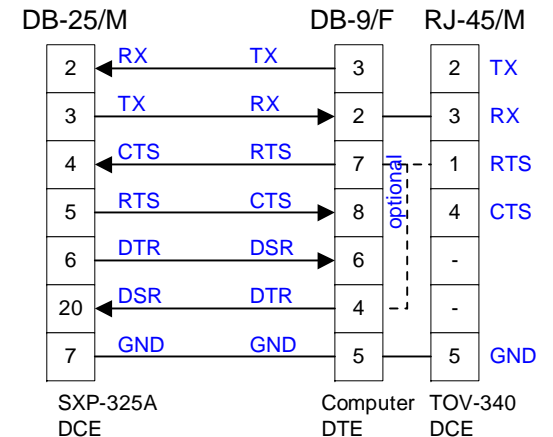 DB-25/M DB-9/F RJ-45/M
2 RX TX 3 2 TX
3 TX RX 2 3 RX
4 CTS RTS 7 optional 1 RTS
5 RTS CTS 8 4 CTS
6 DTR DSR 6 -
20 DSR DTR 4 -
7 GND GND 5 5 GND
SXP-325A Computer TOV-340
DCE DTE DCE